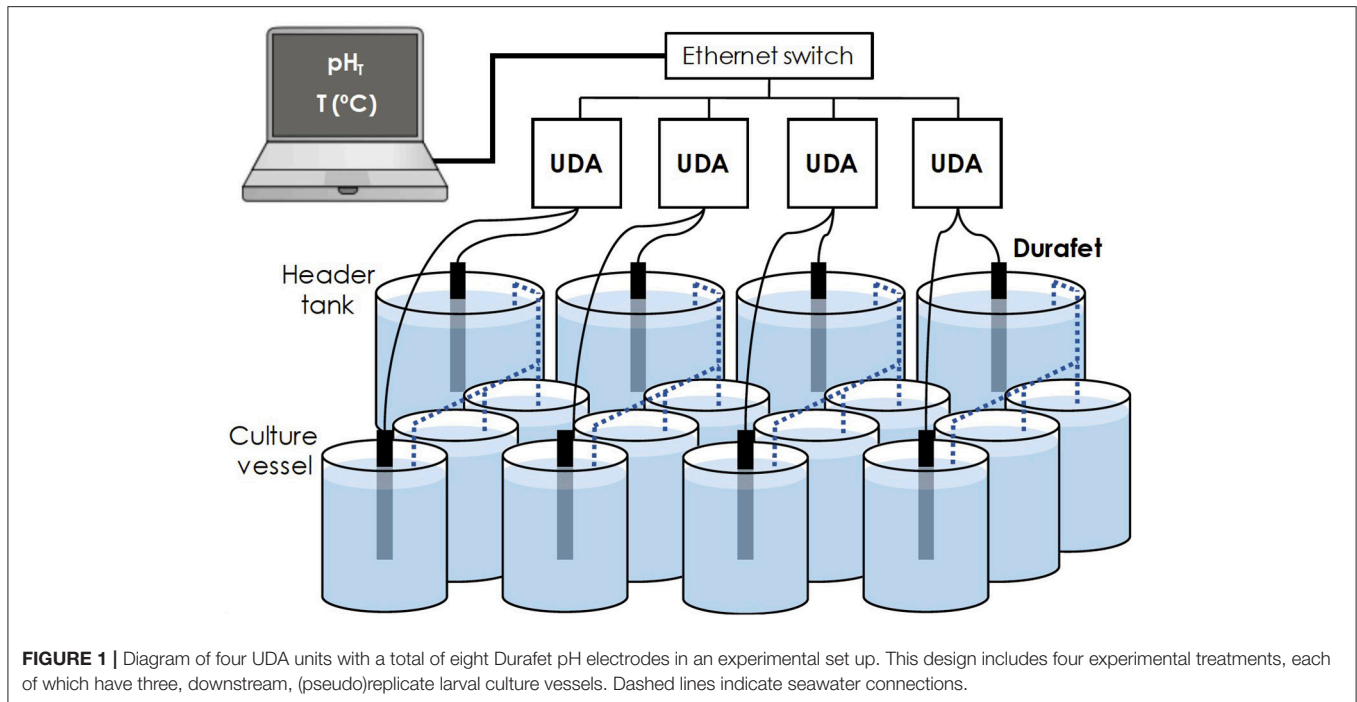 pHT
T (ºC)
Ethernet switch
UDA
UDA
UDA
UDA
Durafet
Header
tank
Culture
vessel
FIGURE 1 | Diagram of four UDA units with a total of eight Durafet pH electrodes in an experimental set up. This design includes four experimental treatments, each
of which have three, downstream, (pseudo)replicate larval culture vessels. Dashed lines indicate seawater connections.